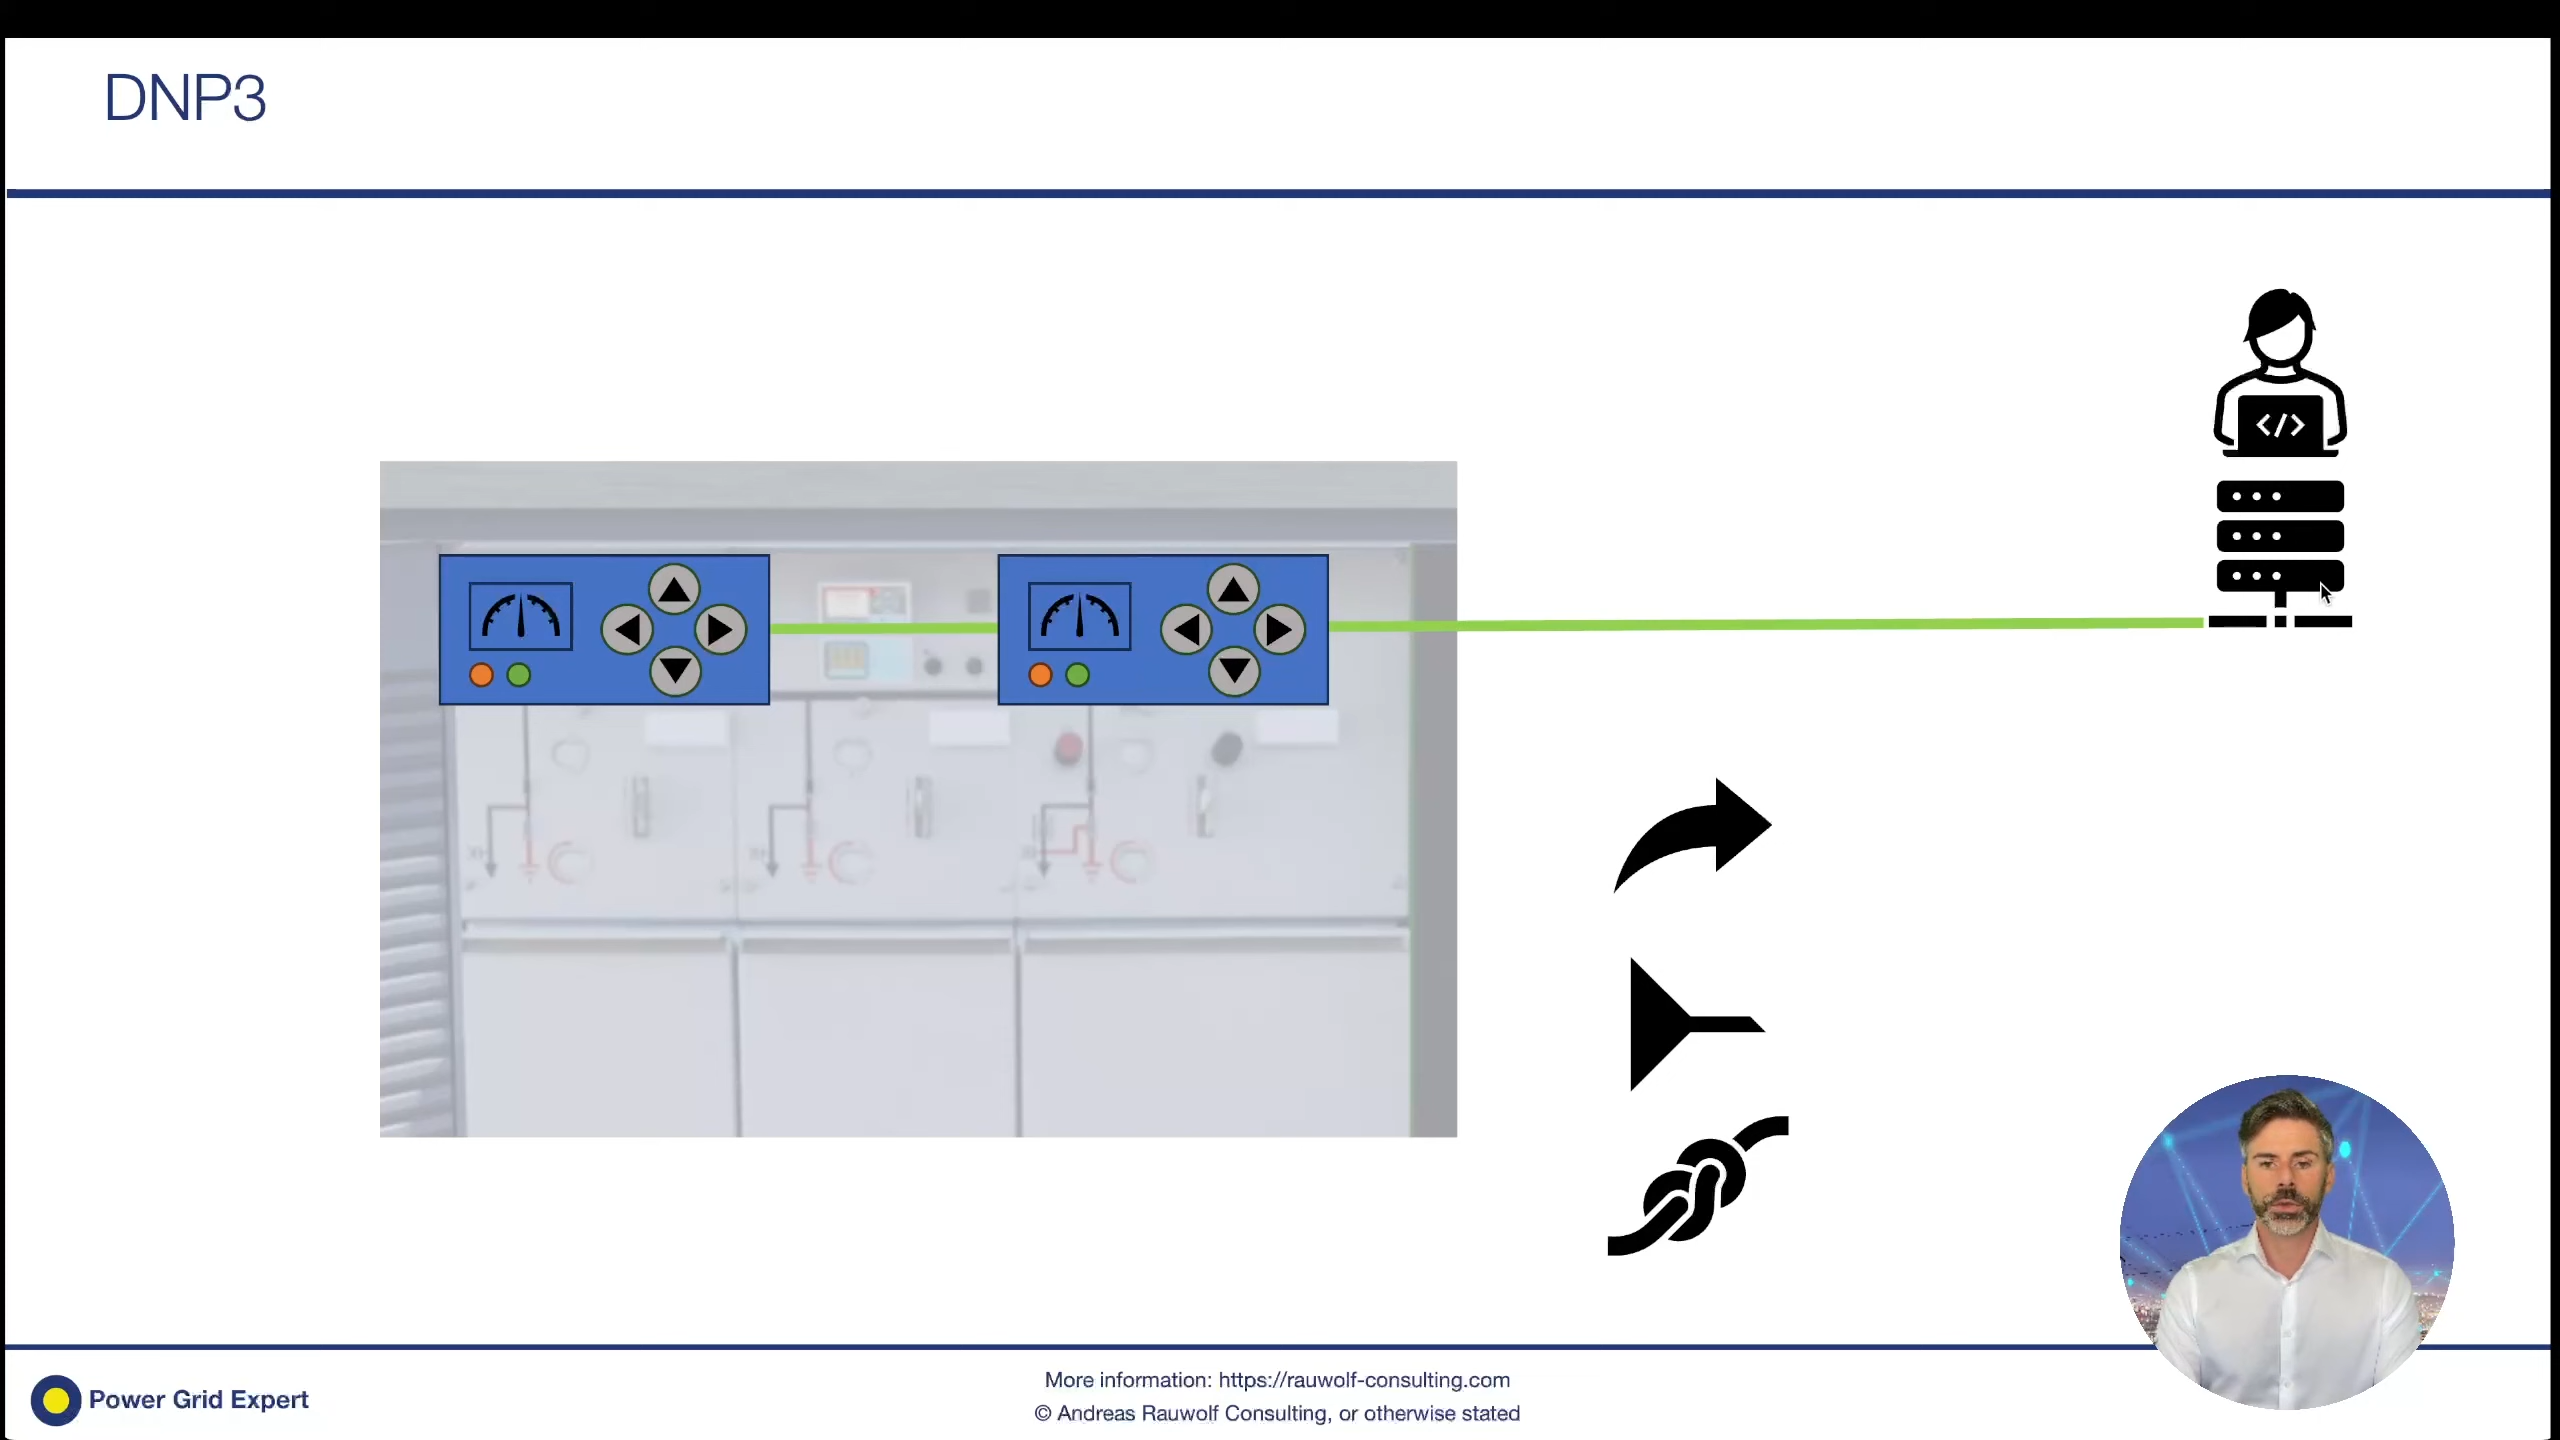 DNP3
</>
Power Grid Expert
More information: https://rauwolf-consulting.com
© Andreas Rauwolf Consulting, or otherwise stated